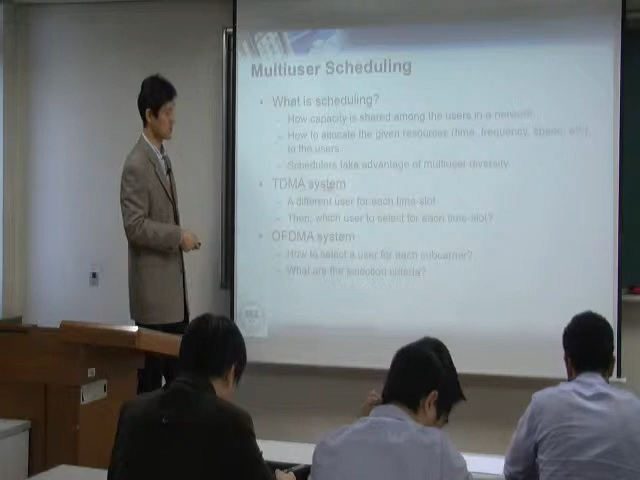 Multiuser Scheduling
• What is scheduling?
– How capacity is shared among the users in a network
– How to allocate the given resources (time, frequency, space, etc.)
to the users
– Schedulers take advantage of multiuser diversity
• TDMA system
– A different user for each time-slot
– Then, which user to select for each time-slot?
• OFDMA system
– How to select a user for each subcarrier?
– What are the selection criteria?